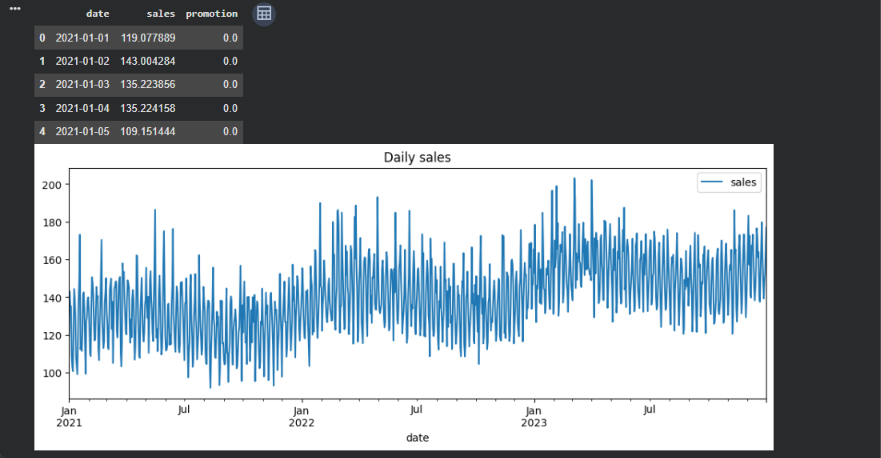 date sales promotion
0 2021-01-01 119.077889 0.0
1 2021-01-02 143.004284 0.0
2 2021-01-03 135.223856 0.0
3 2021-01-04 135.224158 0.0
4 2021-01-05 109.151444 0.0
Daily sales
sales
200
180
160
140
120
100
Jan Jul Jan Jul Jan Jul
2021 2022 2023
date